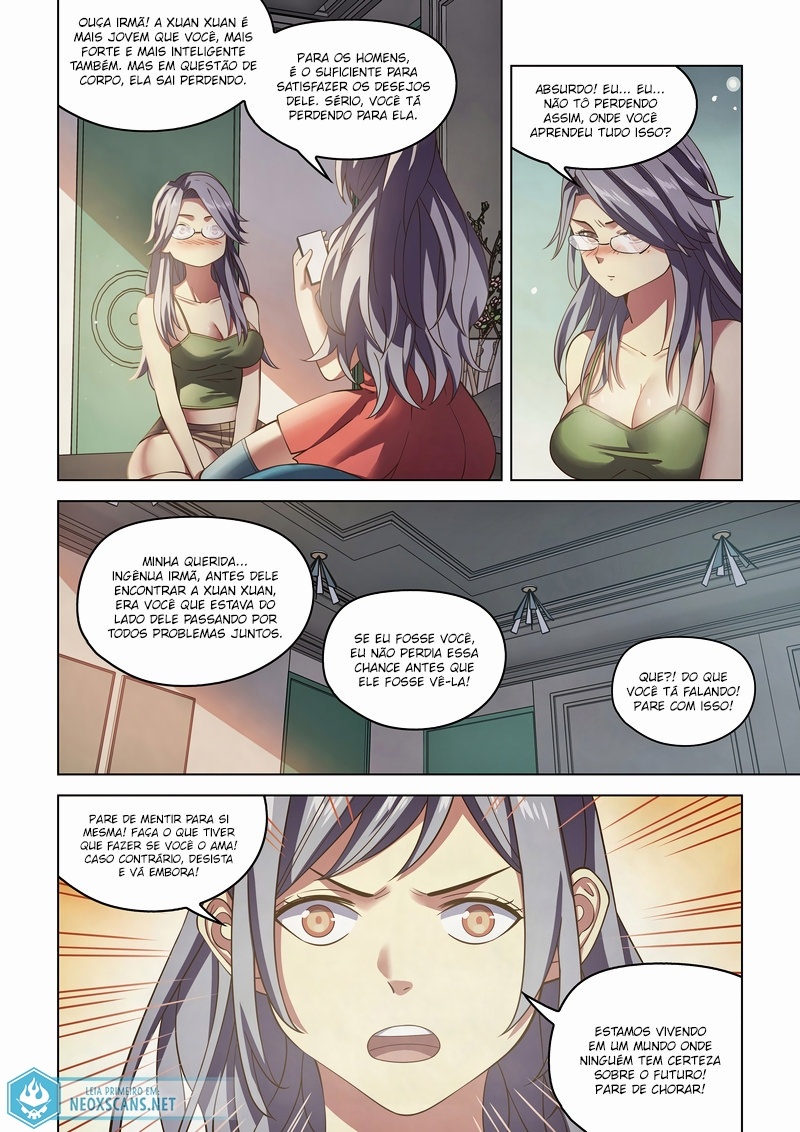 OUÇA IRMÃ! A XUAN XUAN É
MAIS JOVEM QUE VOCÊ, MAIS
FORTE E MAIS INTELIGENTE
TAMBÉM. MAS EM QUESTÃO DE
CORPO, ELA SAI PERDENDO.
PARA OS HOMENS,
É O SUFICIENTE PARA
SATISFAZER OS DESEJOS
DELE. SÉRIO, VOCÊ TÁ
PERDENDO PARA ELA.
ABSURDO! EU... EU...
NÃO TÔ PERDENDO
ASSIM, ONDE VOCÊ
APRENDEU TUDO ISSO?
MINHA QUERIDA...
INGÊNUA IRMÃ, ANTES DELE
ENCONTRAR A XUAN XUAN,
ERA VOCÊ QUE ESTAVA DO
LADO DELE PASSANDO POR
TODOS PROBLEMAS JUNTOS.
SE EU FOSSE VOCÊ,
EU NÃO PERDIA ESSA
CHANCE ANTES QUE
ELE FOSSE VÊ-LA!
QUE?! DO QUE
VOCÊ TÁ FALANDO!
PARE COM ISSO!
PARE DE MENTIR PARA SI
MESMA! FAÇA O QUE TIVER
QUE FAZER SE VOCÊ O AMA!
CASO CONTRÁRIO, DESISTA
E VÁ EMBORA!
ESTAMOS VIVENDO
EM UM MUNDO ONDE
NINGUÉM TEM CERTEZA
SOBRE O FUTURO!
PARE DE CHORAR!
LEIA PRIMEIRO EM:
NEOXSCANS.NET